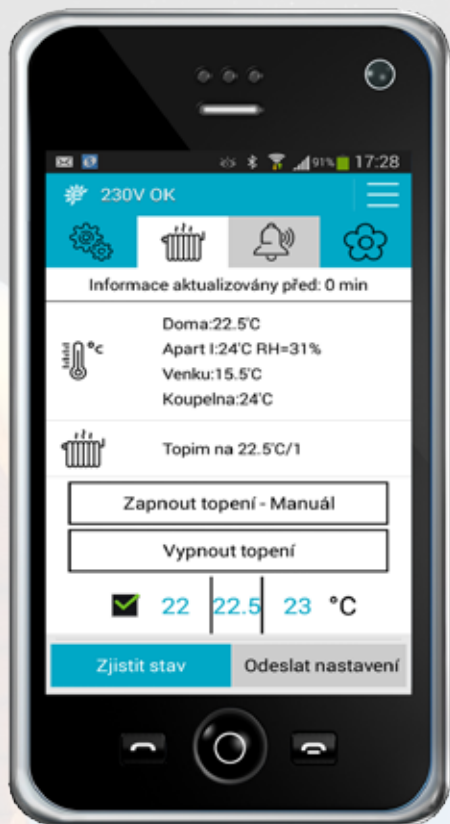 91% 17:28
230V OK
Informace aktualizovány před: 0 min
°c
Doma:22.5°C
Apart I:24°C RH=31%
Venku:15.5°C
Koupelna:24°C
Topim na 22.5°C/1
Zapnout topení - Manuál
Vypnout topení
22 22.5 23 °C
Zjistit stav Odeslat nastavení